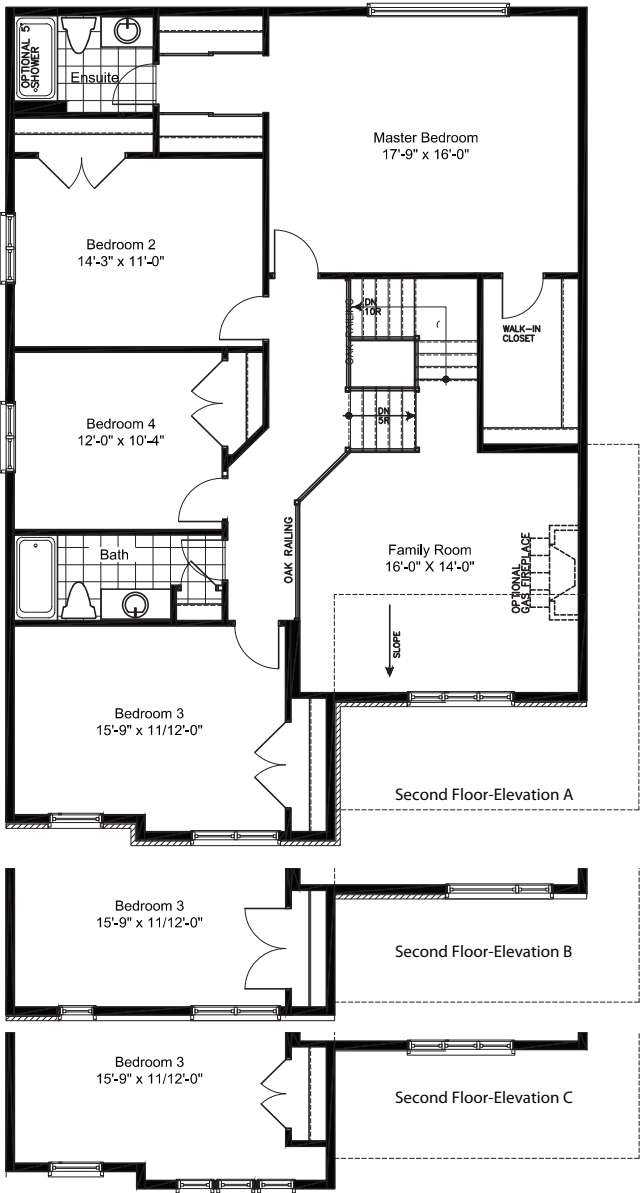 OPTIONAL 5'
SHOWER
Ensuite
Master Bedroom
17'-9" x 16'-0"
Bedroom 2
14'-3" x 11'-0"
DN
10R
WALK-IN
CLOSET
Bedroom 4
12'-0" x 10'-4"
DN
5R
OAK RAILING
Bath
OAK RAILING
Family Room
16'-0" X 14'-0"
OPTIONAL
GAS FIREPLACE
SLOPE
Bedroom 3
15'-9" x 11/12'-0"
Second Floor-Elevation A
Bedroom 3
15'-9" x 11/12'-0"
Second Floor-Elevation B
Bedroom 3
15'-9" x 11/12'-0"
Second Floor-Elevation C